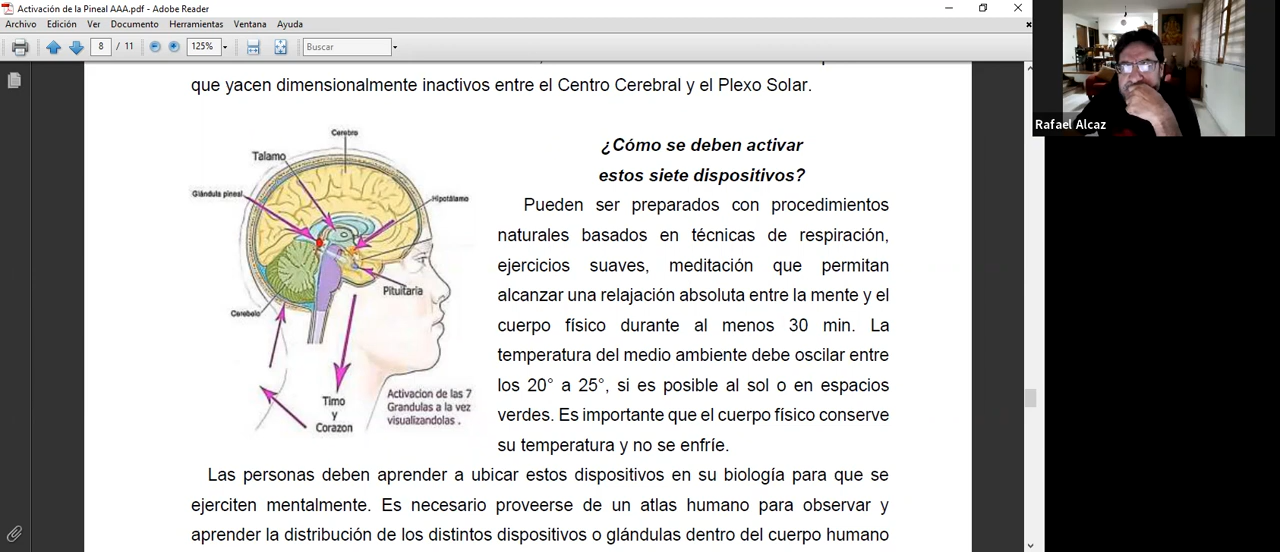 Activación de la Pineal AAA.pdf - Adobe Reader
Archivo Edición Ver Documento Herramientas Ventana Ayuda
8 / 11 125% Buscar
que yacen dimensionalmente inactivos entre el Centro Cerebral y el Plexo Solar.
Cerebro
Talamo
Glándula pineal
Hipotálamo
Pituitaria
Cerebelo
Timo
y
Corazon
Activacion de las 7
Grandulas a la vez
visualizandolas .
¿Cómo se deben activar
estos siete dispositivos?
Pueden ser preparados con procedimientos
naturales basados en técnicas de respiración,
ejercicios suaves, meditación que permitan
alcanzar una relajación absoluta entre la mente y el
cuerpo físico durante al menos 30 min. La
temperatura del medio ambiente debe oscilar entre
los 20° a 25°, si es posible al sol o en espacios
verdes. Es importante que el cuerpo físico conserve
su temperatura y no se enfríe.
Las personas deben aprender a ubicar estos dispositivos en su biología para que se
ejerciten mentalmente. Es necesario proveerse de un atlas humano para observar y
aprender la distribución de los distintos dispositivos o glándulas dentro del cuerpo humano
Rafael Alcaz